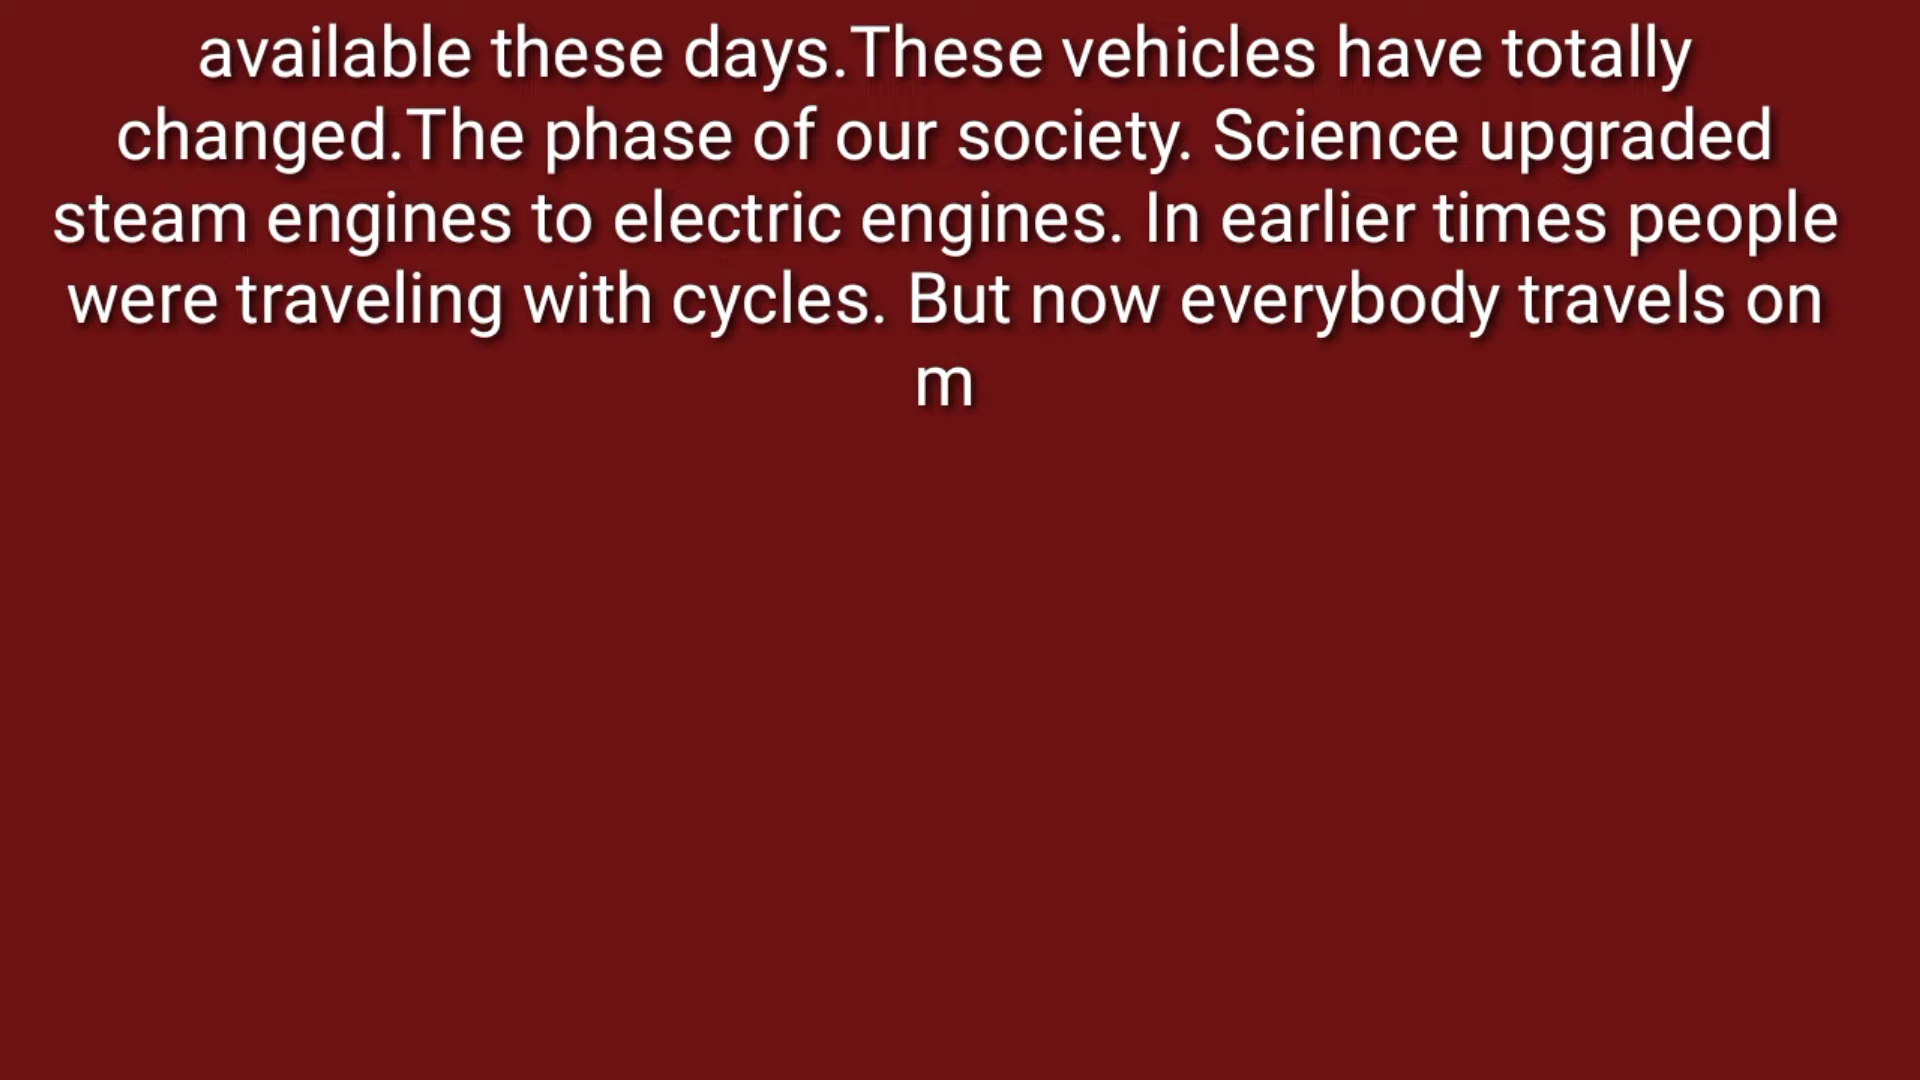 available these days.These vehicles have totally
changed.The phase of our society. Science upgraded
steam engines to electric engines. In earlier times people
were traveling with cycles. But now everybody travels on
m